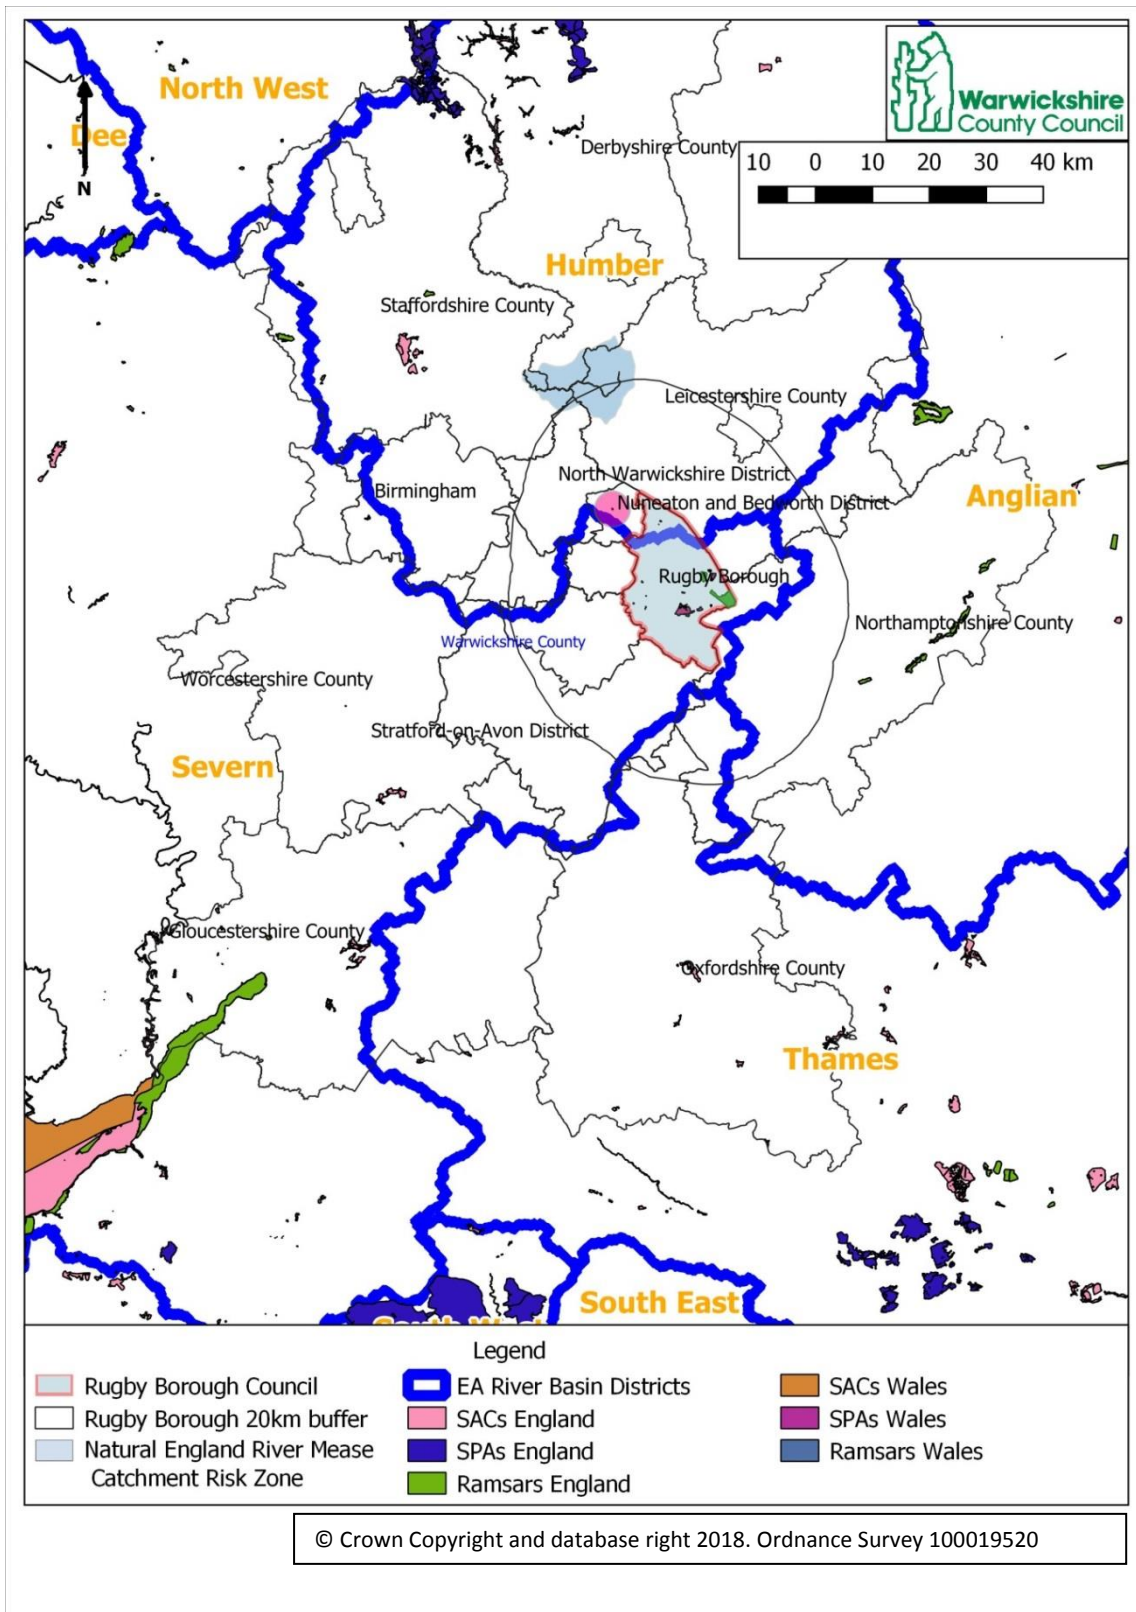 North West
Dee
N
Warwickshire
County Council
Derbyshire County
10 0 10 20 30 40 km
Humber
Staffordshire County
Leicestershire County
North Warwickshire District
Birmingham
Nuneaton and Bedworth District
Anglian
Rugby Borough
Northamptonshire County
Warwickshire County
Worcestershire County
Stratford-on-Avon District
Severn
Gloucestershire County
Oxfordshire County
Thames
South East
South West
Legend
Rugby Borough Council
Rugby Borough 20km buffer
Natural England River Mease
Catchment Risk Zone
EA River Basin Districts
SACs England
SPAs England
Ramsars England
SACs Wales
SPAs Wales
Ramsars Wales
© Crown Copyright and database right 2018. Ordnance Survey 100019520